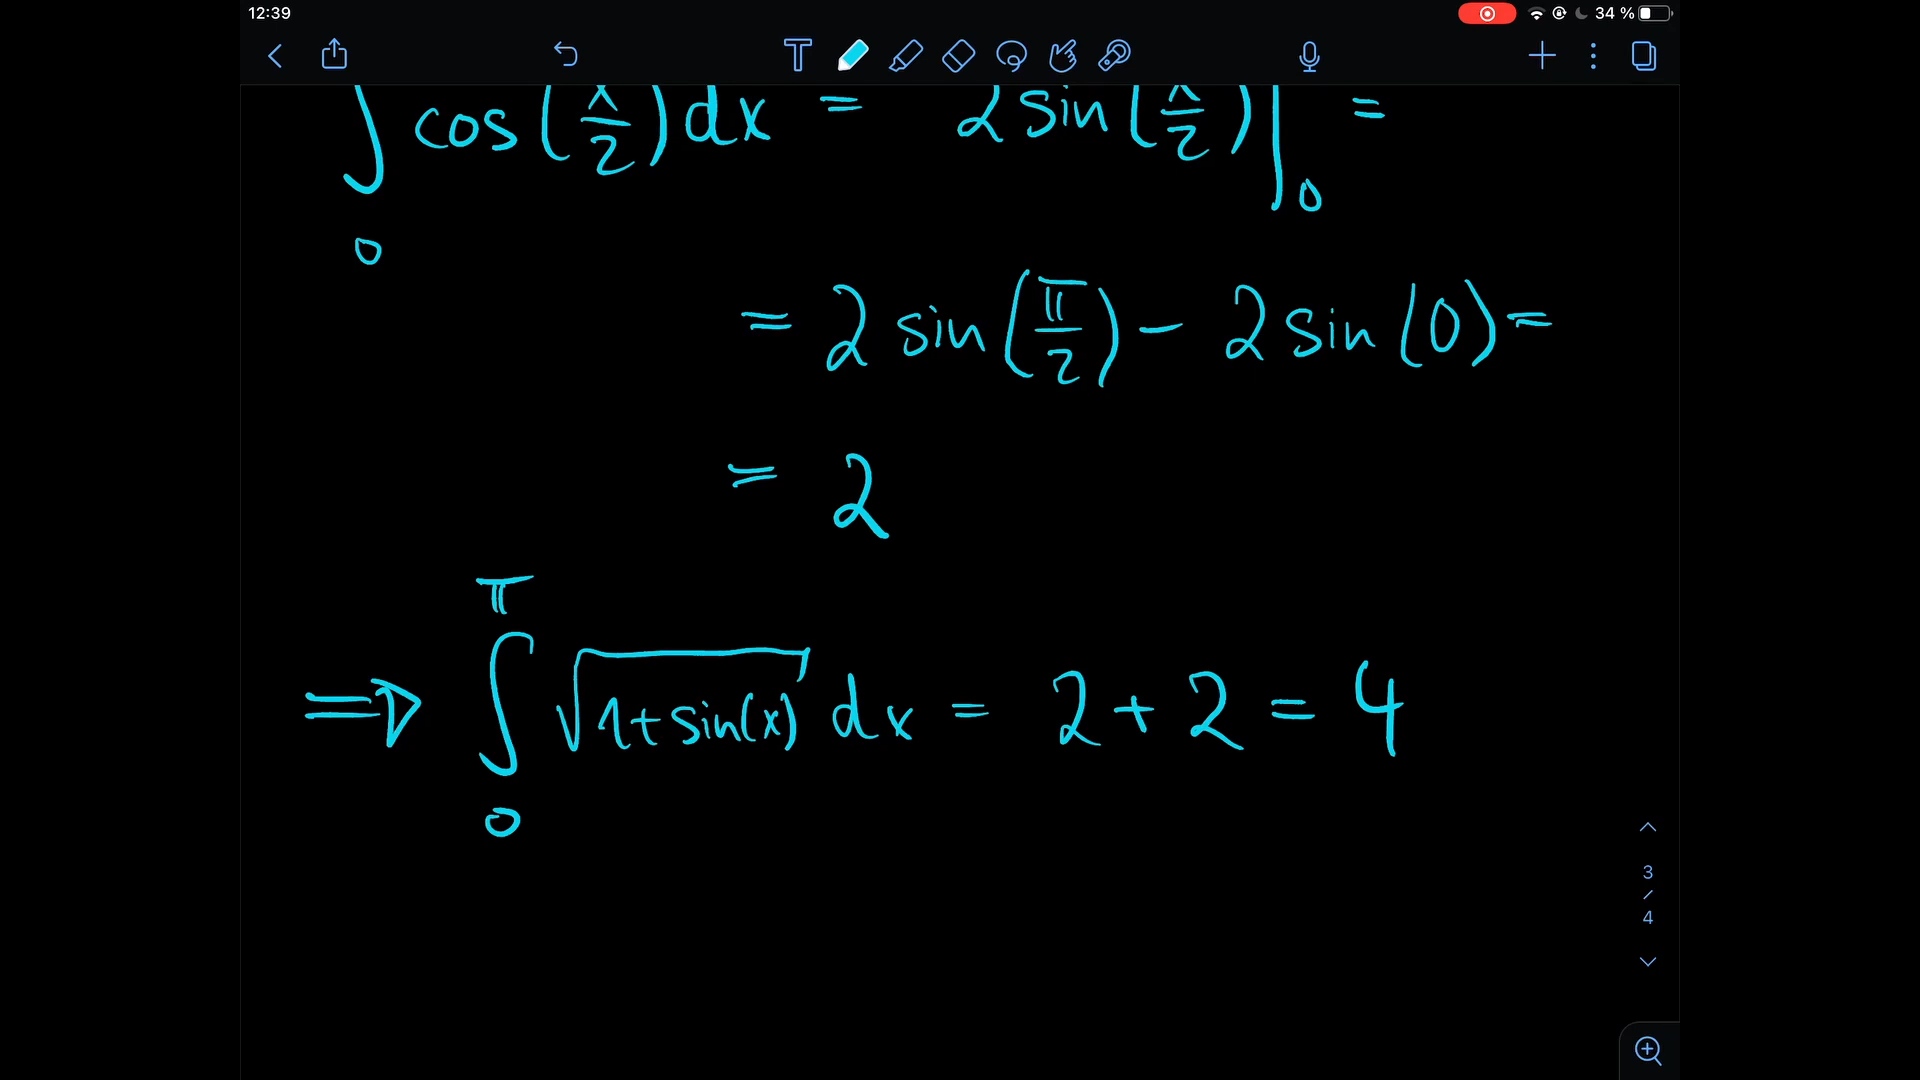 12:39
34 %
∫ cos(x/2)dx = 2 sin(x/2)|₀ =
0
= 2 sin(π/2) - 2 sin(0) =
= 2
π
⇒ ∫ √1+sin(x) dx = 2 + 2 = 4
0
3
/
4